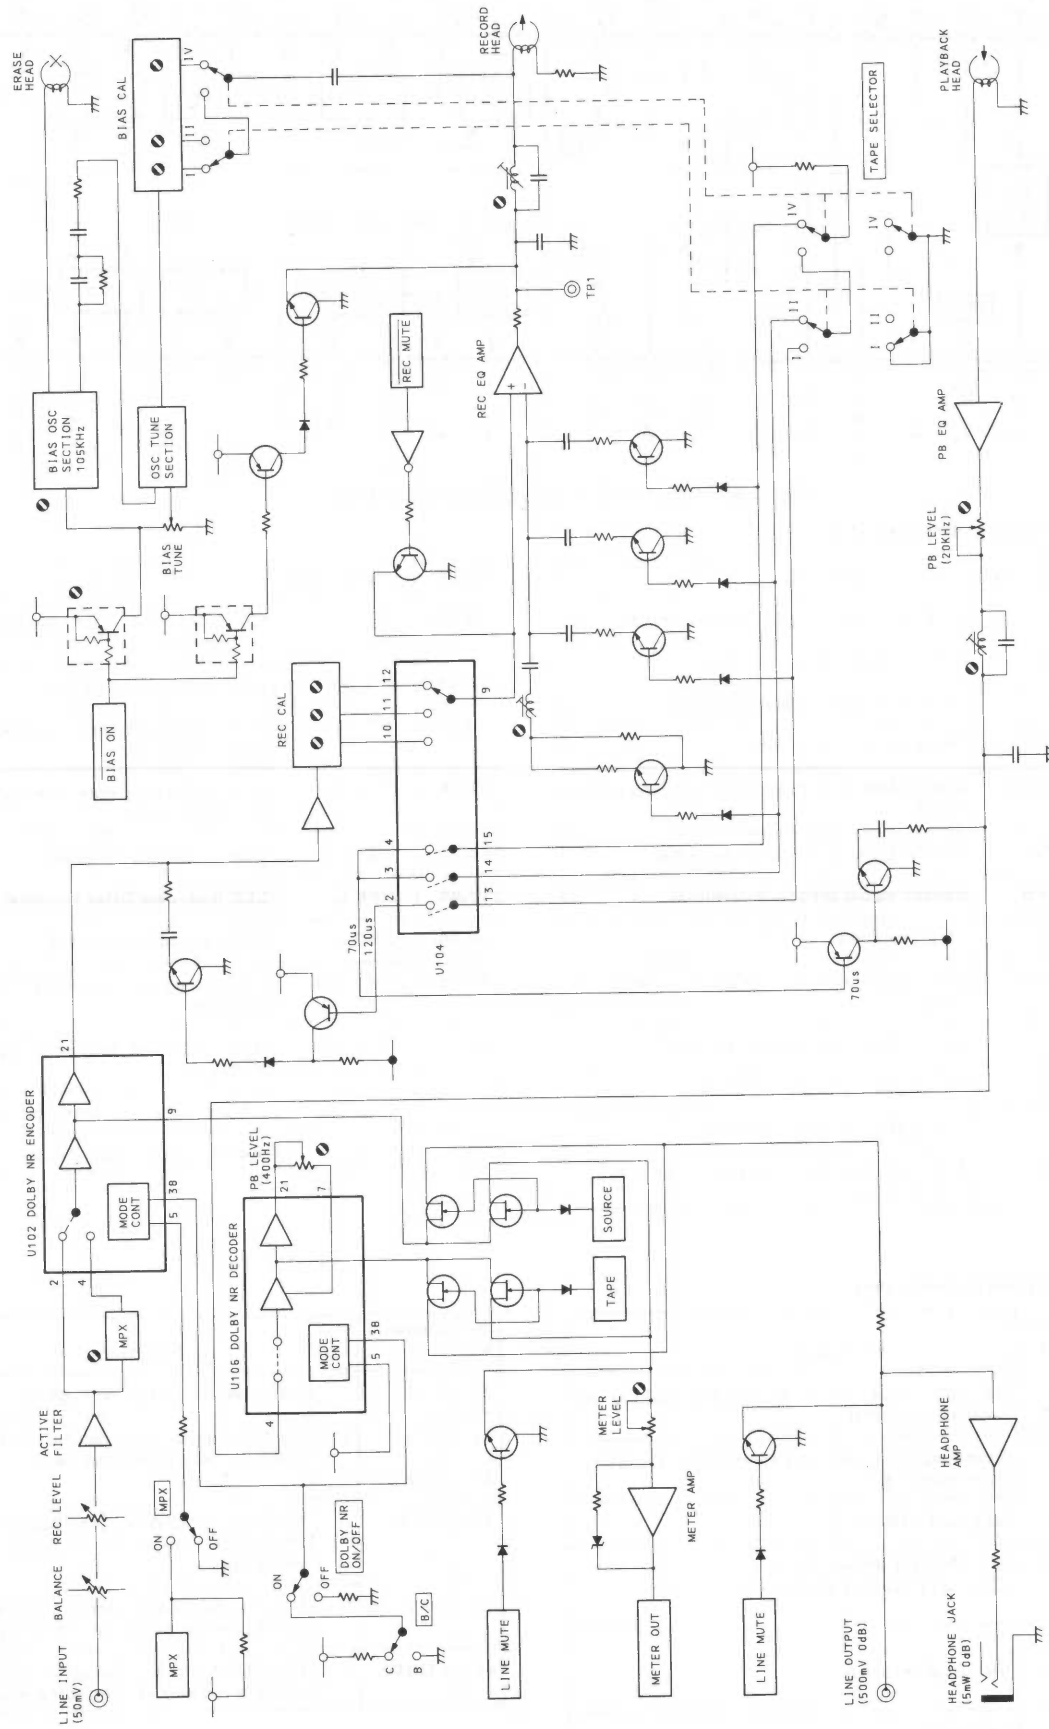 LINE INPUT
(50mV)
BALANCE
REC LEVEL
ACTIVE
FILTER
MPX
2
4
U102 DOLBY NR ENCODER
MODE
CONT
5
38
9
21
MPX
ON
OFF
MPX
ON
OFF
DOLBY NR
ON/OFF
C
B
B/C
U106 DOLBY NR DECODER
4
MODE
CONT
5
38
21
7
PB LEVEL
(400Hz)
SOURCE
TAPE
LINE MUTE
METER
LEVEL
METER AMP
METER OUT
LINE MUTE
LINE OUTPUT
(500mV 0dB)
HEADPHONE
AMP
HEADPHONE JACK
(5mW 0dB)
BIAS ON
BIAS
TUNE
BIAS OSC
SECTION
105KHz
OSC TUNE
SECTION
ERASE
HEAD
BIAS CAL
I
II
IV
REC CAL
10
11
12
9
2
3
4
13
14
15
70us
120us
U104
REC MUTE
REC EQ AMP
+
-
TP1
RECORD
HEAD
70us
I
II
IV
I
II
IV
TAPE SELECTOR
PB LEVEL
(20KHz)
PB EQ AMP
PLAYBACK
HEAD